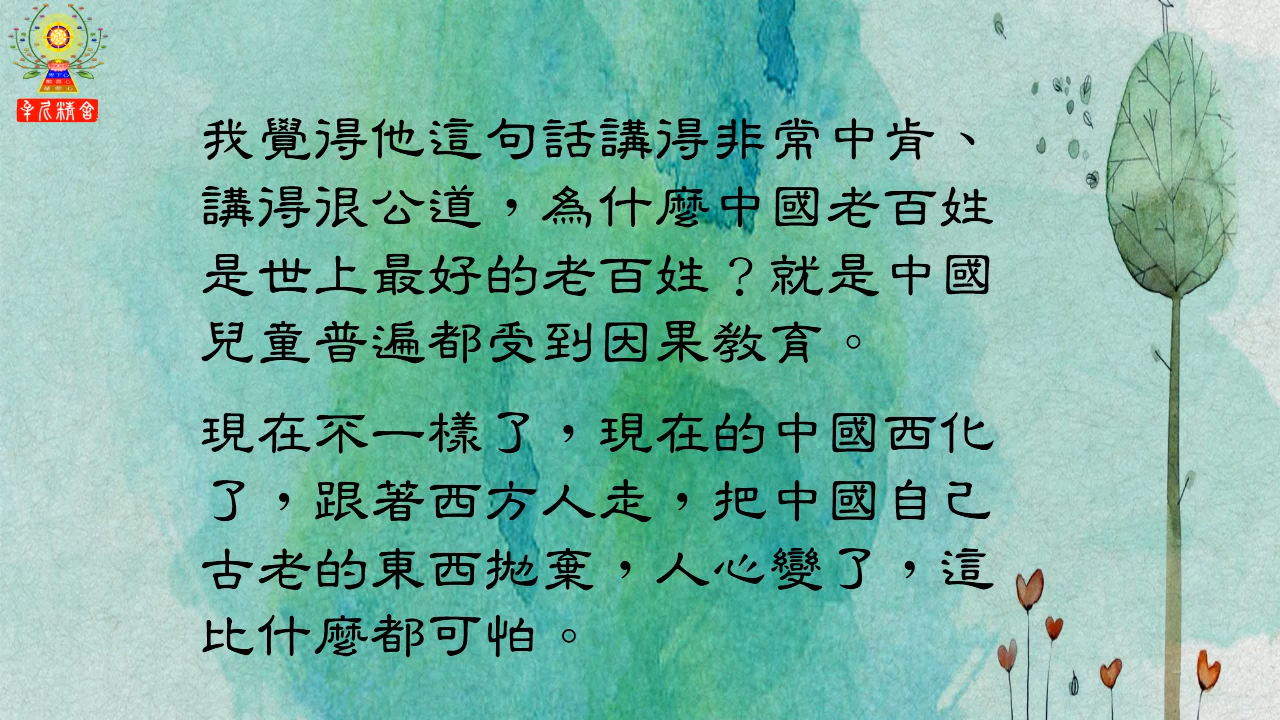 我覺得他這句話講得非常中肯、
講得很公道，為什麼中國老百姓
是世上最好的老百姓？就是中國
兒童普遍都受到因果教育。
現在不一樣了，現在的中國西化
了，跟著西方人走，把中國自己
古老的東西拋棄，人心變了，這
比什麼都可怕。